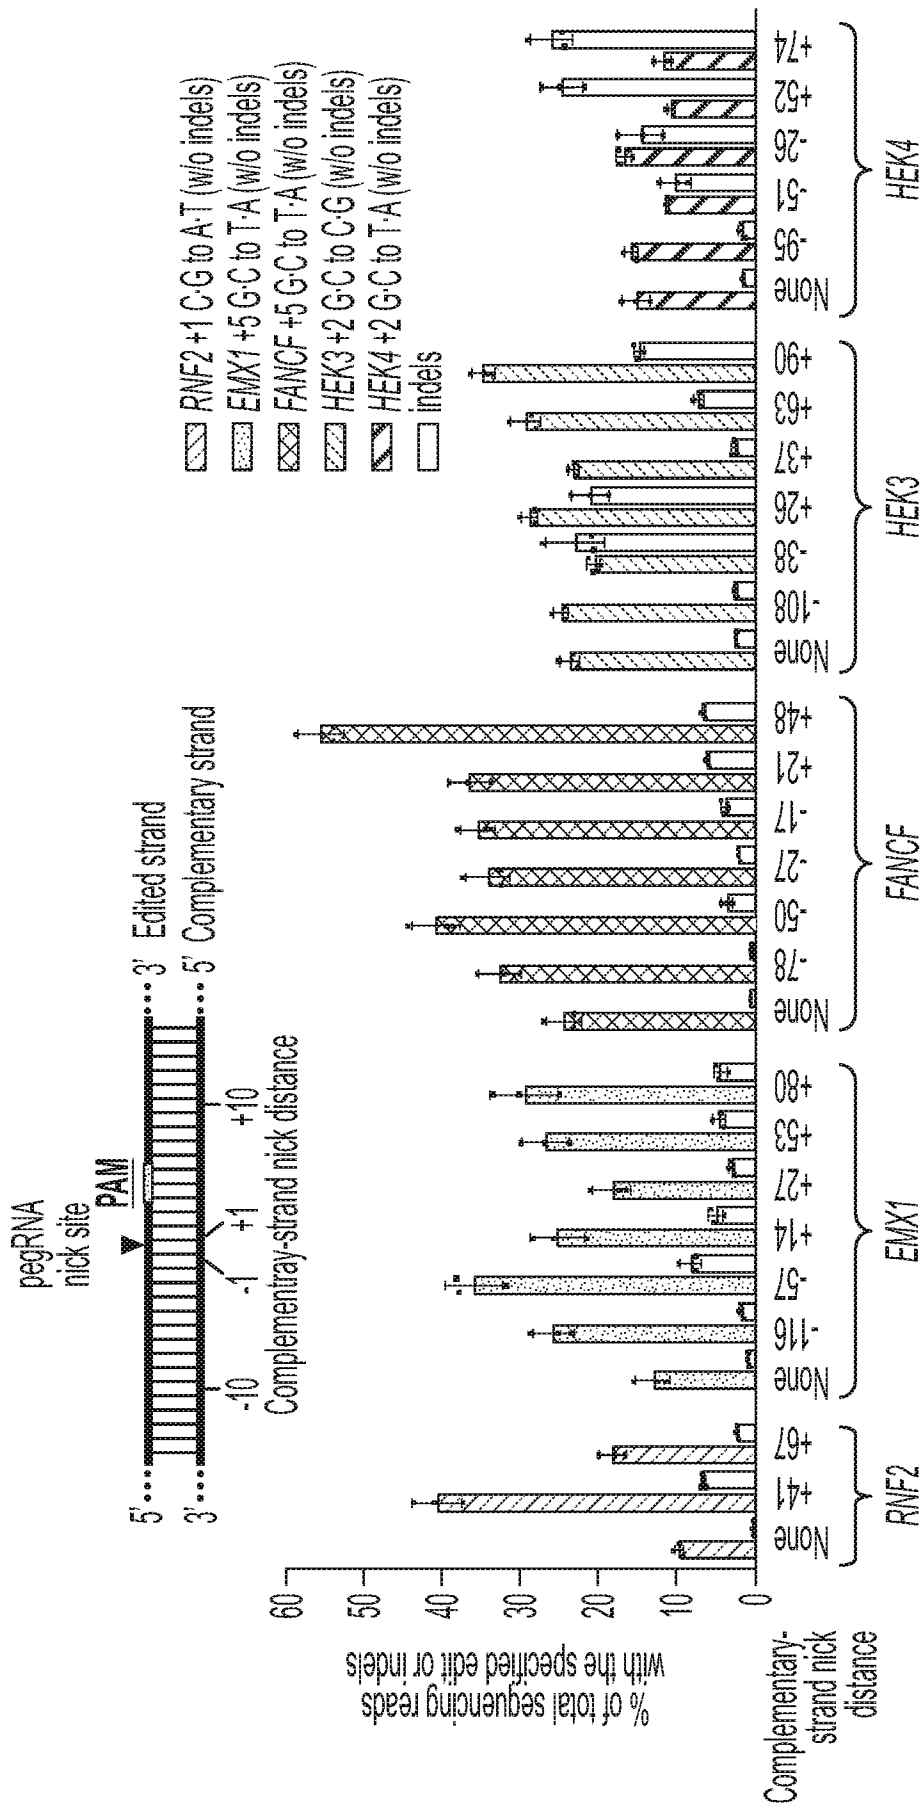 pegRNA
nick site
PAM
5'
3' Edited strand
3'
5' Complementary strand
-10
-1
+1
+10
Complementray-strand nick distance
RNF2 +1 C·G to A·T (w/o indels)
EMX1 +5 G·C to T·A (w/o indels)
FANCF +5 G·C to T·A (w/o indels)
HEK3 +2 G·C to C·G (w/o indels)
HEK4 +2 G·C to T·A (w/o indels)
indels
% of total sequencing reads
with the specified edit or indels
60
50
40
30
20
10
0
Complementary-
strand nick
distance
None +41 +67
None -116 -57 +14 +27 +53 +80
None -78 -50 -27 -17 +21 +48
None -108 -38 +26 +37 +63 +90
None -95 -51 -26 +52 +74
RNF2 EMX1 FANCF HEK3 HEK4